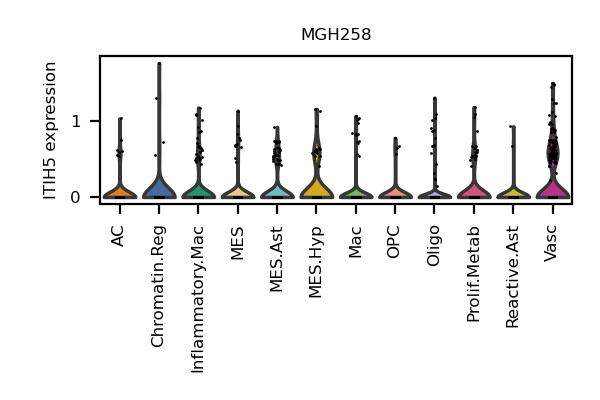 MGH258
ITIH5 expression
1
0
AC
Chromatin.Reg
Inflammatory.Mac
MES
MES.Ast
MES.Hyp
Mac
OPC
Oligo
Prolif.Metab
Reactive.Ast
Vasc